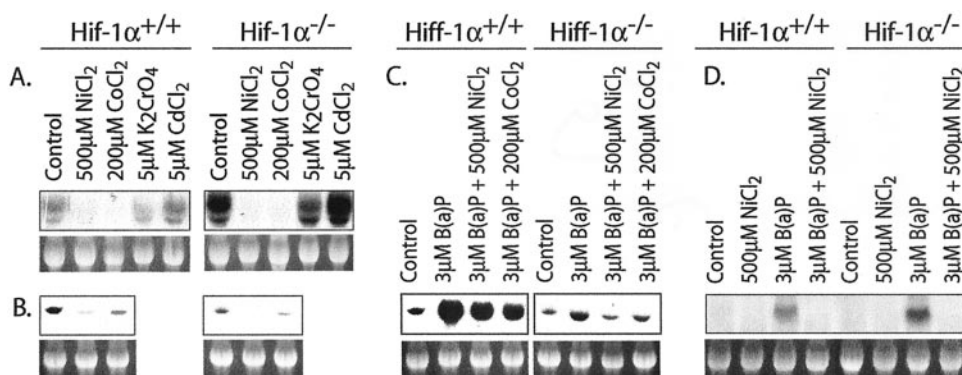 Hif-1α+/+
Hif-1α-/-
Hiff-1α+/+
Hiff-1α-/-
Hif-1α+/+
Hif-1α-/-
A.
Control
500μM NiCl2
200μM CoCl2
5μM K2CrO4
5μM CdCl2
Control
500μM NiCl2
200μM CoCl2
5μM K2CrO4
5μM CdCl2
B.
C.
Control
3μM B(a)P
3μM B(a)P + 500μM NiCl2
3μM B(a)P + 200μM CoCl2
Control
3μM B(a)P
3μM B(a)P + 500μM NiCl2
3μM B(a)P + 200μM CoCl2
D.
Control
500μM NiCl2
3μM B(a)P
3μM B(a)P + 500μM NiCl2
Control
500μM NiCl2
3μM B(a)P
3μM B(a)P + 500μM NiCl2